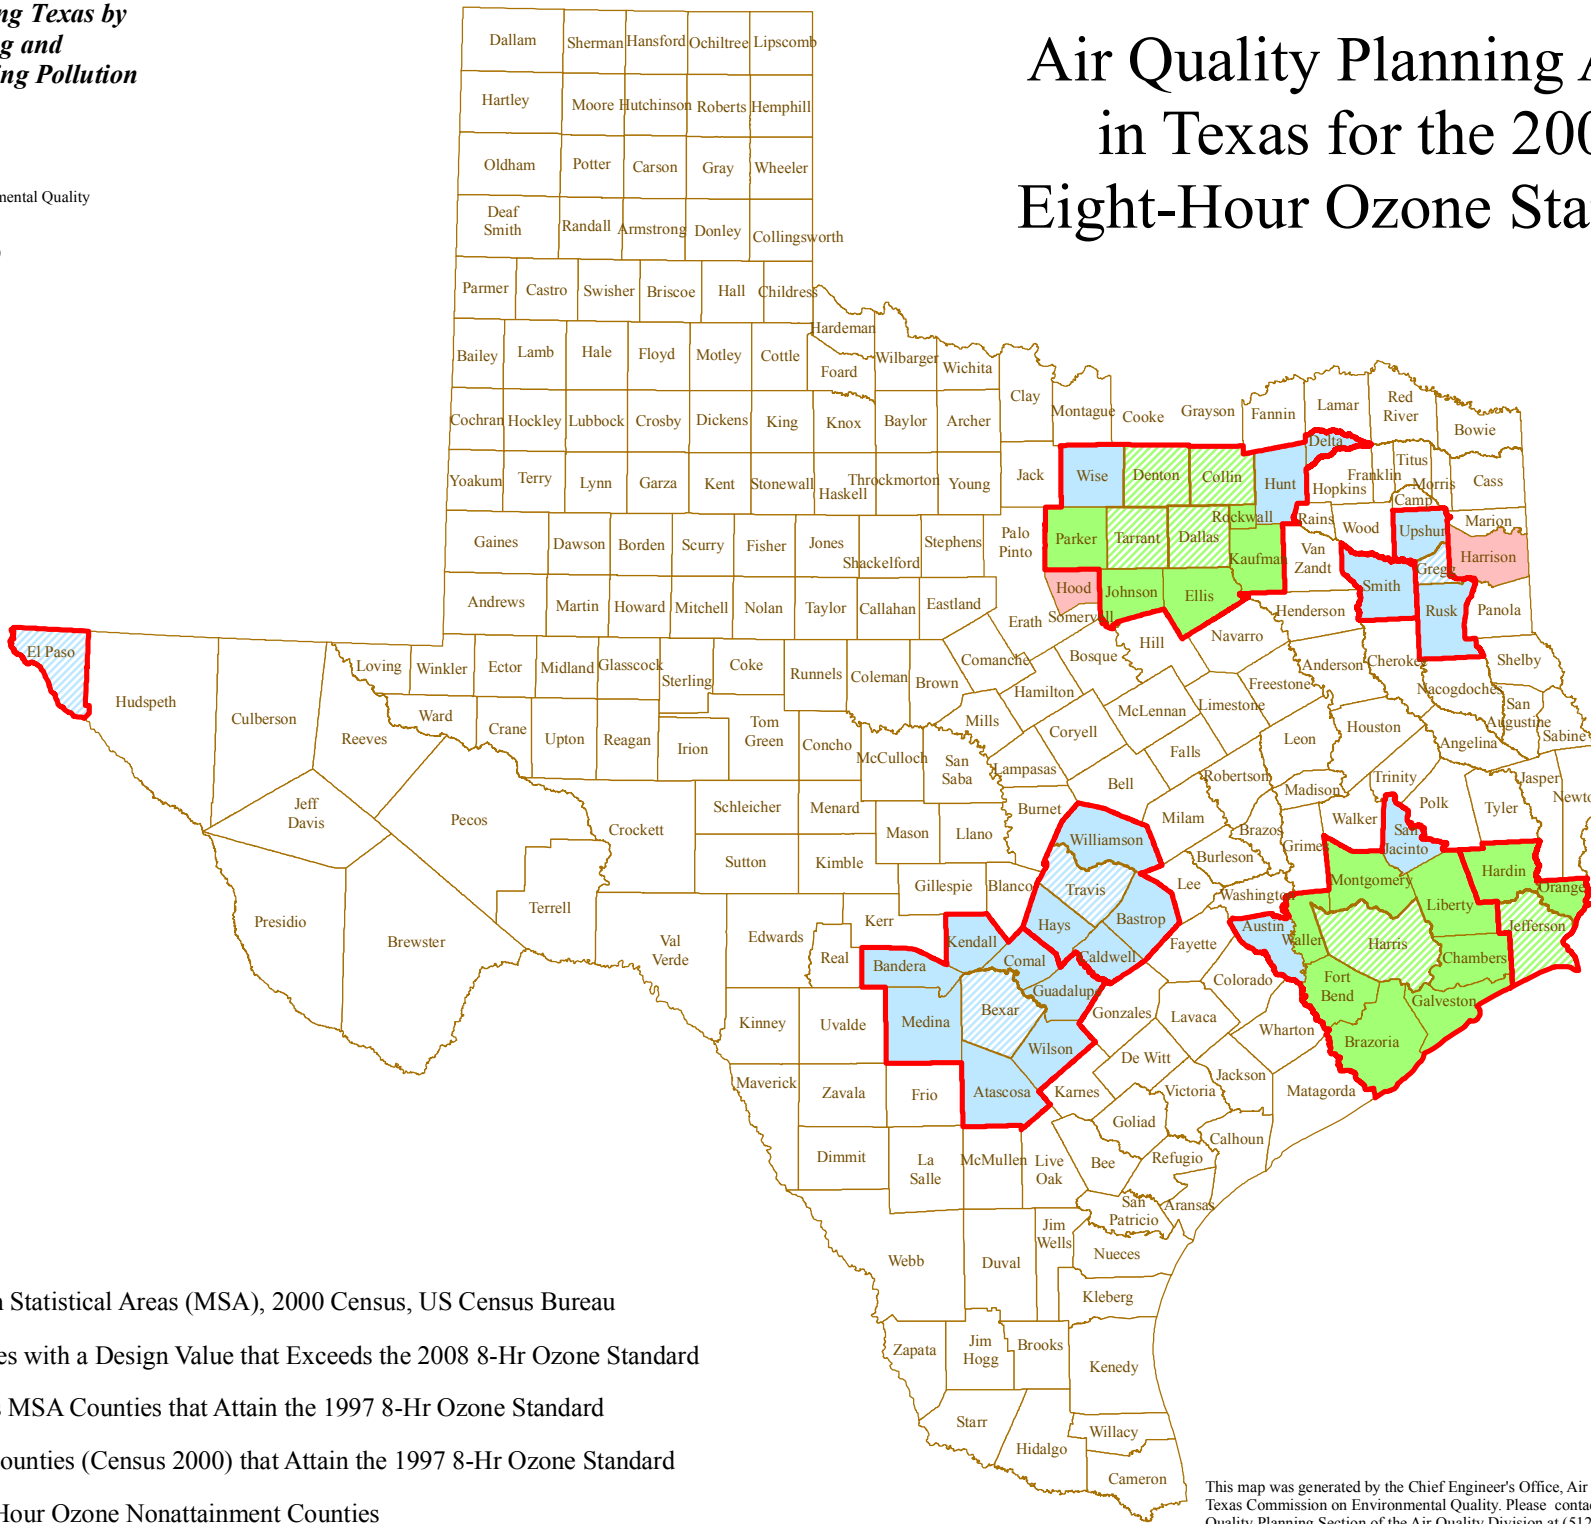 ng Texas by
g and
ing Pollution
mental Quality
)
Air Quality Planning A
in Texas for the 200
Eight-Hour Ozone Sta
Dallam
Sherman
Hansford
Ochiltree
Lipscomb
Hartley
Moore
Hutchinson
Roberts
Hemphill
Oldham
Potter
Carson
Gray
Wheeler
Deaf
Smith
Randall
Armstrong
Donley
Collingsworth
Parmer
Castro
Swisher
Briscoe
Hall
Childress
Hardeman
Bailey
Lamb
Hale
Floyd
Motley
Cottle
Foard
Wilbarger
Wichita
Clay
Montague
Cooke
Grayson
Fannin
Lamar
Red
River
Bowie
Cochran
Hockley
Lubbock
Crosby
Dickens
King
Knox
Baylor
Archer
Delta
Yoakum
Terry
Lynn
Garza
Kent
Stonewall
Haskell
Throckmorton
Young
Jack
Wise
Denton
Collin
Hunt
Hopkins
Franklin
Titus
Morris
Camp
Cass
Gaines
Dawson
Borden
Scurry
Fisher
Jones
Shackelford
Stephens
Palo
Pinto
Parker
Tarrant
Dallas
Rockwall
Kaufman
Rains
Wood
Van
Zandt
Upshur
Marion
Harrison
Gregg
Smith
Rusk
Panola
Andrews
Martin
Howard
Mitchell
Nolan
Taylor
Callahan
Eastland
Erath
Hood
Somervell
Johnson
Ellis
Henderson
Navarro
Hill
Bosque
Comanche
El Paso
Hudspeth
Culberson
Reeves
Loving
Winkler
Ector
Midland
Glasscock
Sterling
Coke
Runnels
Coleman
Brown
Hamilton
Mills
McLennan
Limestone
Freestone
Anderson
Cherokee
Shelby
Nacogdoches
San
Augustine
Sabine
Ward
Crane
Upton
Reagan
Irion
Tom
Green
Concho
McCulloch
San
Saba
Lampasas
Coryell
Falls
Leon
Houston
Angelina
Jeff
Davis
Pecos
Crockett
Schleicher
Menard
Mason
Llano
Burnet
Bell
Robertson
Madison
Trinity
Polk
Tyler
Jasper
Newto
Milam
Brazos
Walker
Grimes
San
Jacinto
Williamson
Sutton
Kimble
Gillespie
Blanco
Travis
Lee
Burleson
Washington
Montgomery
Hardin
Orange
Liberty
Jefferson
Presidio
Brewster
Terrell
Val
Verde
Edwards
Kerr
Real
Kendall
Bandera
Comal
Hays
Bastrop
Caldwell
Fayette
Austin
Waller
Harris
Chambers
Guadalupe
Colorado
Fort
Bend
Galveston
Kinney
Uvalde
Medina
Bexar
Wilson
Gonzales
Lavaca
Wharton
Brazoria
De Witt
Jackson
Matagorda
Maverick
Zavala
Frio
Atascosa
Karnes
Victoria
Goliad
Calhoun
Dimmit
La
Salle
McMullen
Live
Oak
Bee
Refugio
Aransas
San
Patricio
Jim
Wells
Nueces
Webb
Duval
Kleberg
Zapata
Jim
Hogg
Brooks
Kenedy
Starr
Hidalgo
Willacy
Cameron
n Statistical Areas (MSA), 2000 Census, US Census Bureau
es with a Design Value that Exceeds the 2008 8-Hr Ozone Standard
s MSA Counties that Attain the 1997 8-Hr Ozone Standard
ounties (Census 2000) that Attain the 1997 8-Hr Ozone Standard
Hour Ozone Nonattainment Counties
This map was generated by the Chief Engineer's Office, Air
Texas Commission on Environmental Quality. Please contac
Quality Planning Section of the Air Quality Division at (512